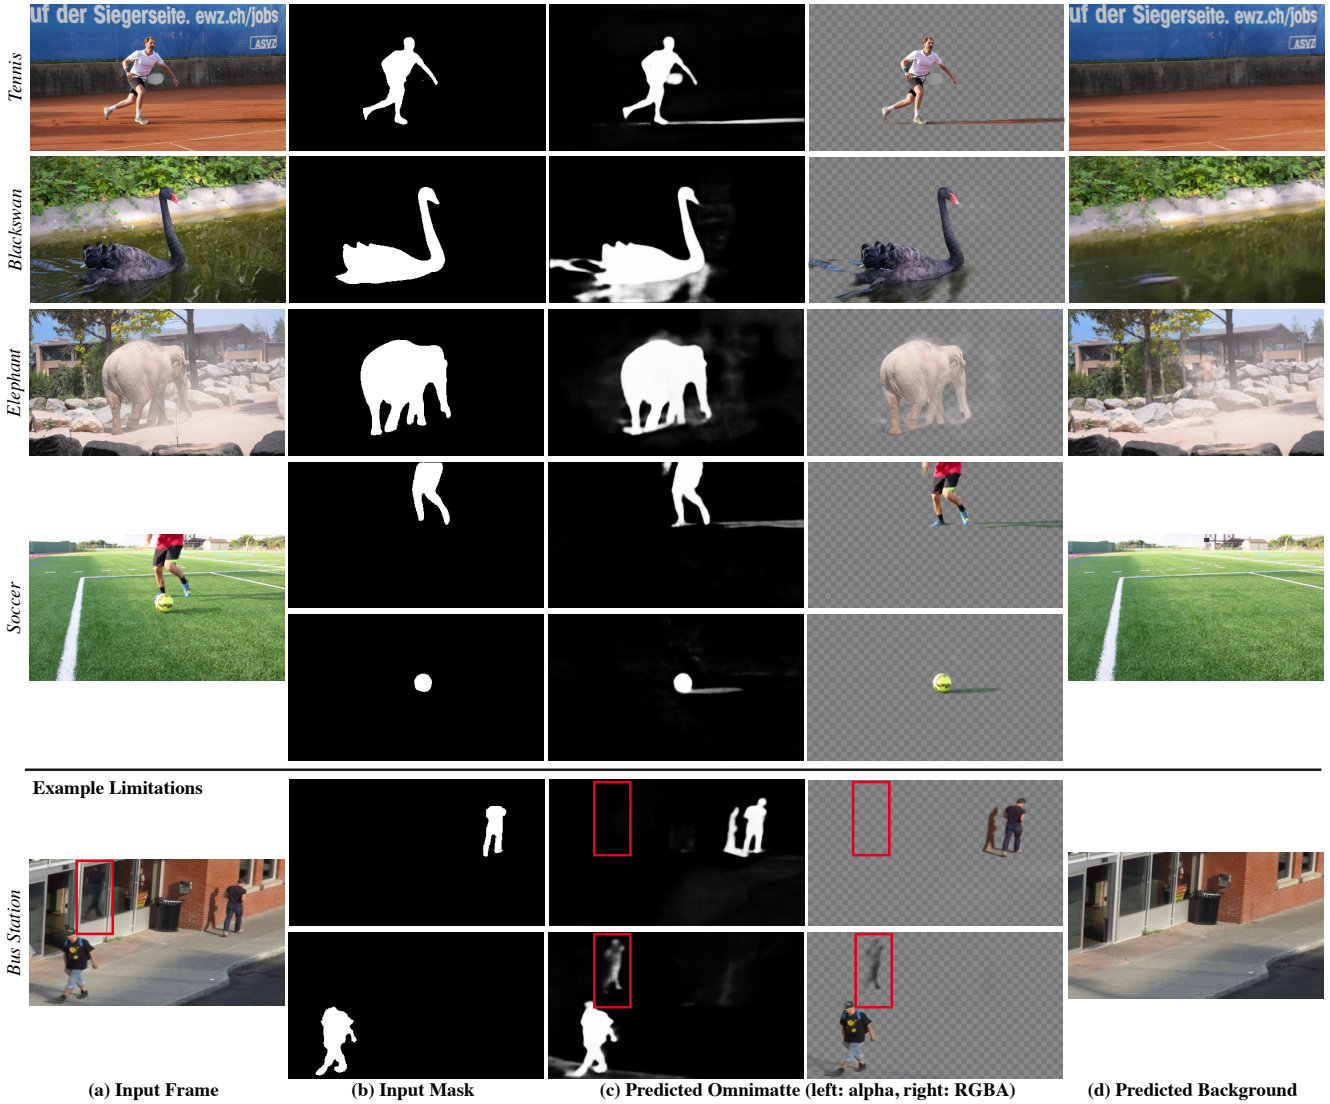 Tennis
uf der Siegerseite. ewz.ch/jobs
ASVZ
uf der Siegerseite. ewz.ch/jobs
ASVZ
Blackswan
Elephant
Soccer
Example Limitations
Bus Station
(a) Input Frame
(b) Input Mask
(c) Predicted Omnimatte (left: alpha, right: RGBA)
(d) Predicted Background